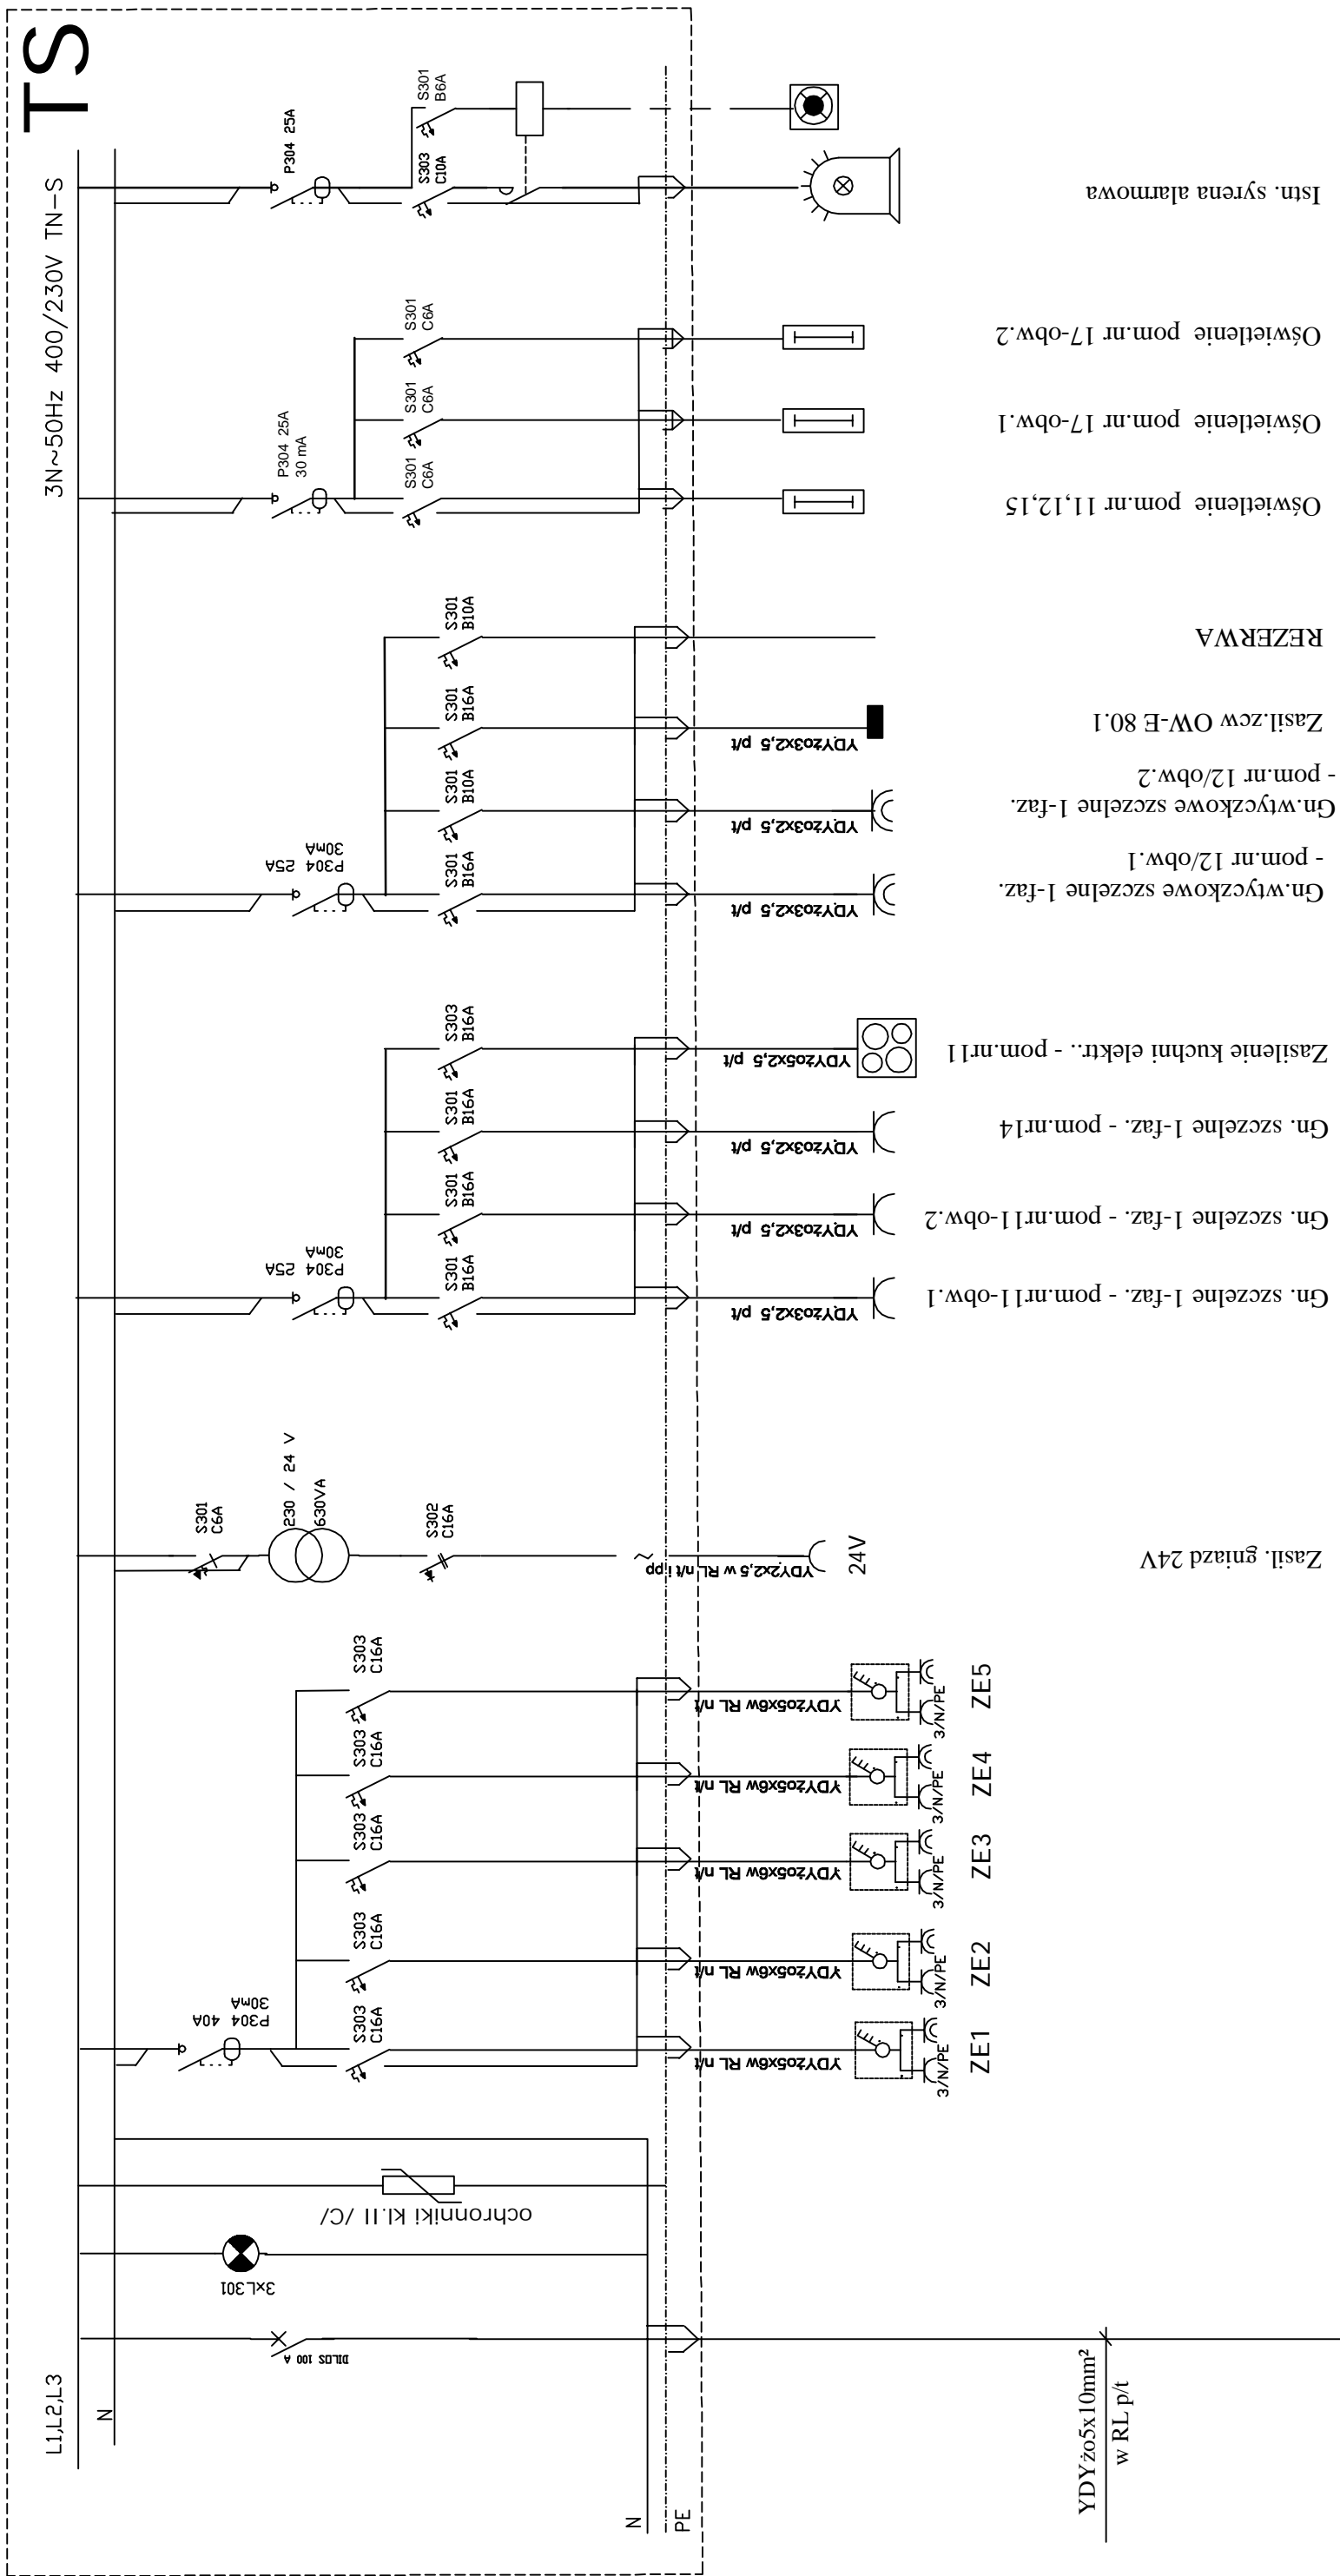 TS
3N~50Hz 400/230V TN-S
L1,L2,L3
N
N
PE
DILOS 100 A
YDYżo5x10mm²
w RL p/t
3xL301
ochronniki kl.II /C/
P304 40A
30mA
S303
C16A
YDYżo5x6w RL n/t
3/N/PE
ZE1
S303
C16A
YDYżo5x6w RL n/t
3/N/PE
ZE2
S303
C16A
YDYżo5x6w RL n/t
3/N/PE
ZE3
S303
C16A
YDYżo5x6w RL n/t
3/N/PE
ZE4
S303
C16A
YDYżo5x6w RL n/t
3/N/PE
ZE5
S301
C6A
230 / 24 V
630VA
S302
C16A
~
YDY2x2,5 w RL n/t i pp
24V
Zasil. gniazd 24V
P304 25A
30mA
S301
B16A
YDYżo3x2,5 p/t
Gn. szczelne 1-faz. - pom.nr11-obw.1
S301
B16A
YDYżo3x2,5 p/t
Gn. szczelne 1-faz. - pom.nr11-obw.2
S301
B16A
YDYżo3x2,5 p/t
Gn. szczelne 1-faz. - pom.nr14
S303
B16A
YDYżo5x2,5 p/t
Zasilenie kuchni elektr.. - pom.nr11
P304 25A
30mA
S301
B16A
YDYżo3x2,5 p/t
Gn.wtyczkowe szczelne 1-faz.
- pom.nr 12/obw.1
S301
B10A
YDYżo3x2,5 p/t
Gn.wtyczkowe szczelne 1-faz.
- pom.nr 12/obw.2
S301
B16A
YDYżo3x2,5 p/t
Zasil.zcw OW-E 80.1
S301
B10A
REZERWA
P304 25A
30 mA
S301
C6A
Oświetlenie pom.nr 11,12,15
S301
C6A
Oświetlenie pom.nr 17-obw.1
S301
C6A
Oświetlenie pom.nr 17-obw.2
P304 25A
S303
C10A
S301
B6A
Istn. syrena alarmowa